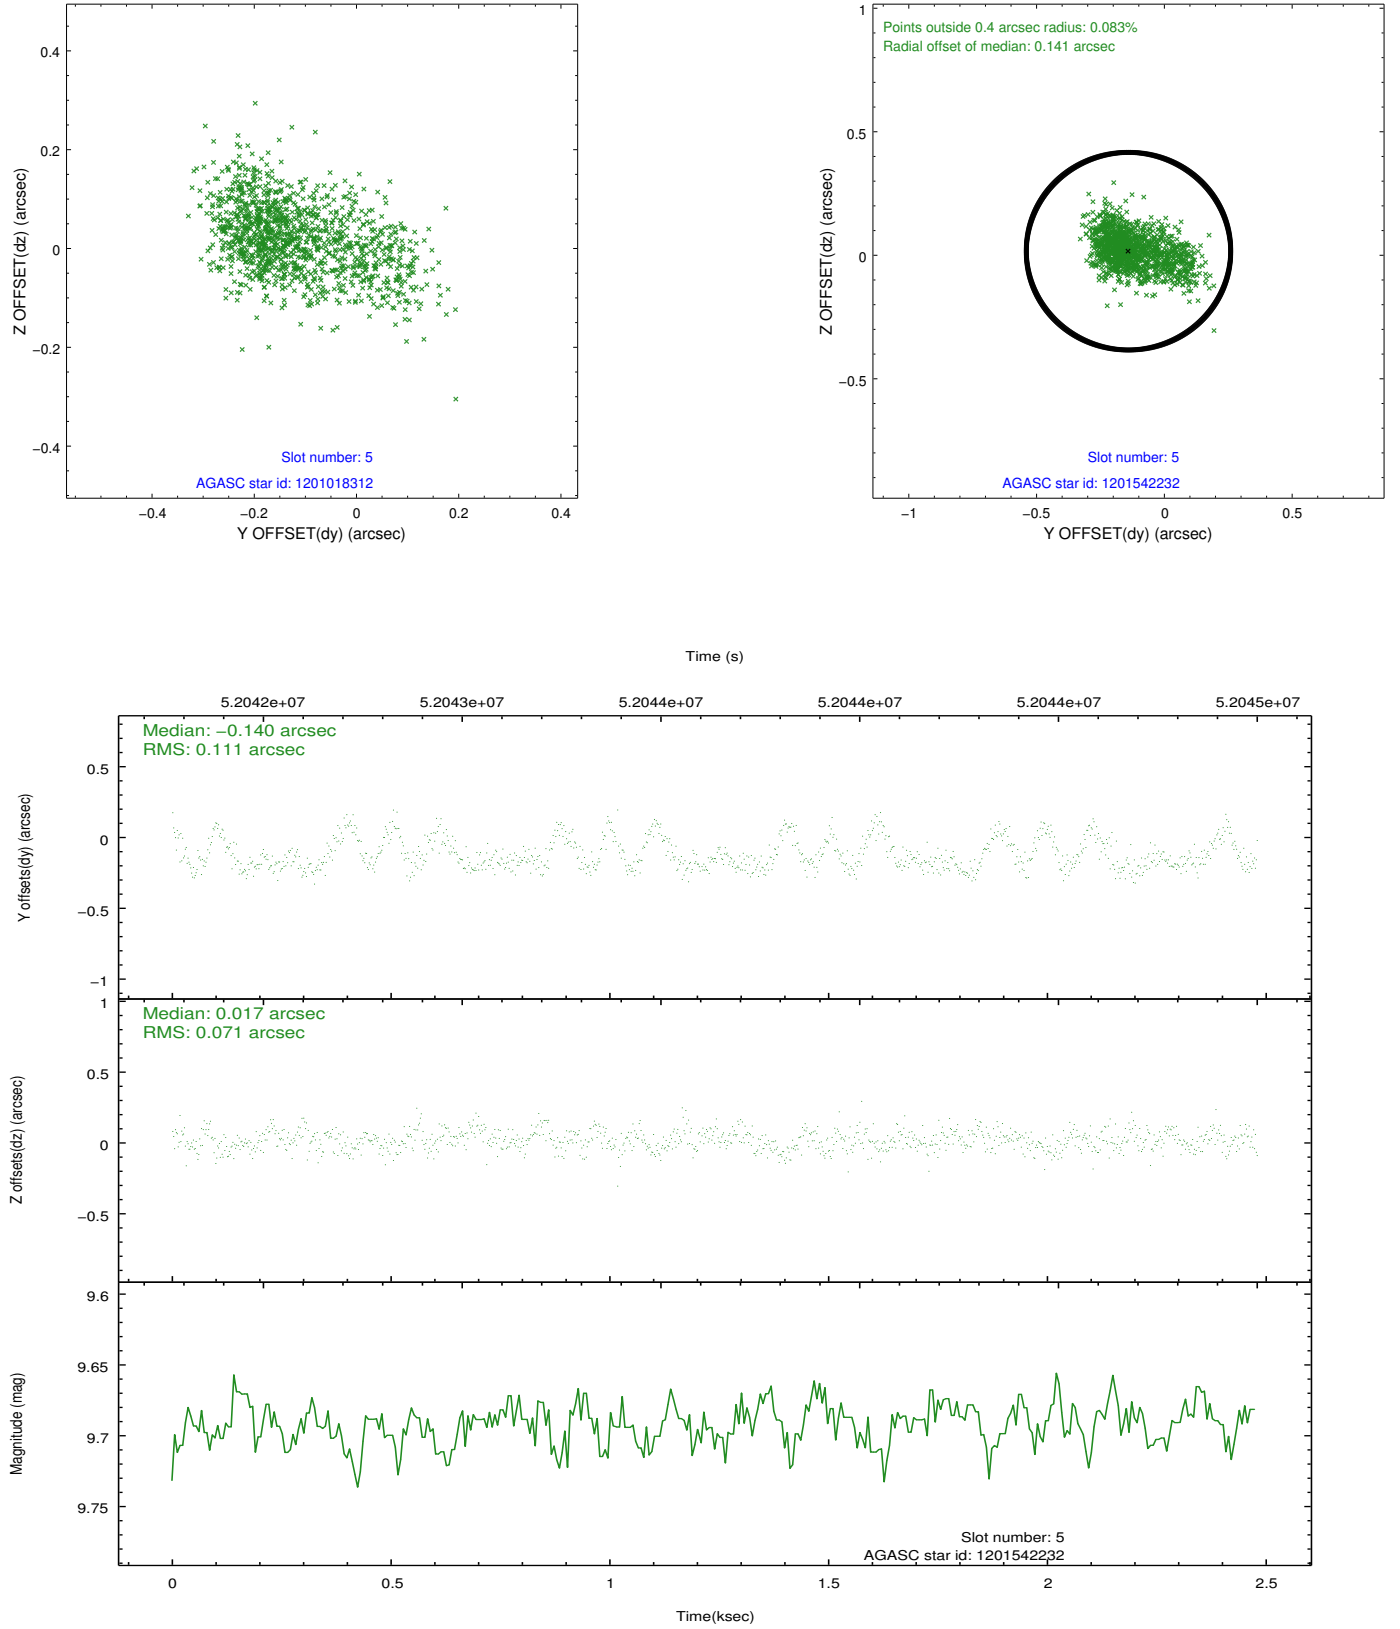 0.4
0.2
0
−0.2
−0.4
Z OFFSET(dz) (arcsec)
Slot number: 5
AGASC star id: 1201018312
−0.4
−0.2
0
0.2
0.4
Y OFFSET(dy) (arcsec)
1
0.5
0
−0.5
Z OFFSET(dz) (arcsec)
Points outside 0.4 arcsec radius: 0.083%
Radial offset of median: 0.141 arcsec
Slot number: 5
AGASC star id: 1201542232
−1
−0.5
0
0.5
Y OFFSET(dy) (arcsec)
Time (s)
5.2042e+07
5.2043e+07
5.2044e+07
5.2044e+07
5.2044e+07
5.2045e+07
Median: −0.140 arcsec
RMS: 0.111 arcsec
0.5
0
−0.5
−1
Y offsets(dy) (arcsec)
Median: 0.017 arcsec
RMS: 0.071 arcsec
1
0.5
0
−0.5
Z offsets(dz) (arcsec)
9.6
9.65
9.7
9.75
Magnitude (mag)
Slot number: 5
AGASC star id: 1201542232
0
0.5
1
1.5
2
2.5
Time(ksec)